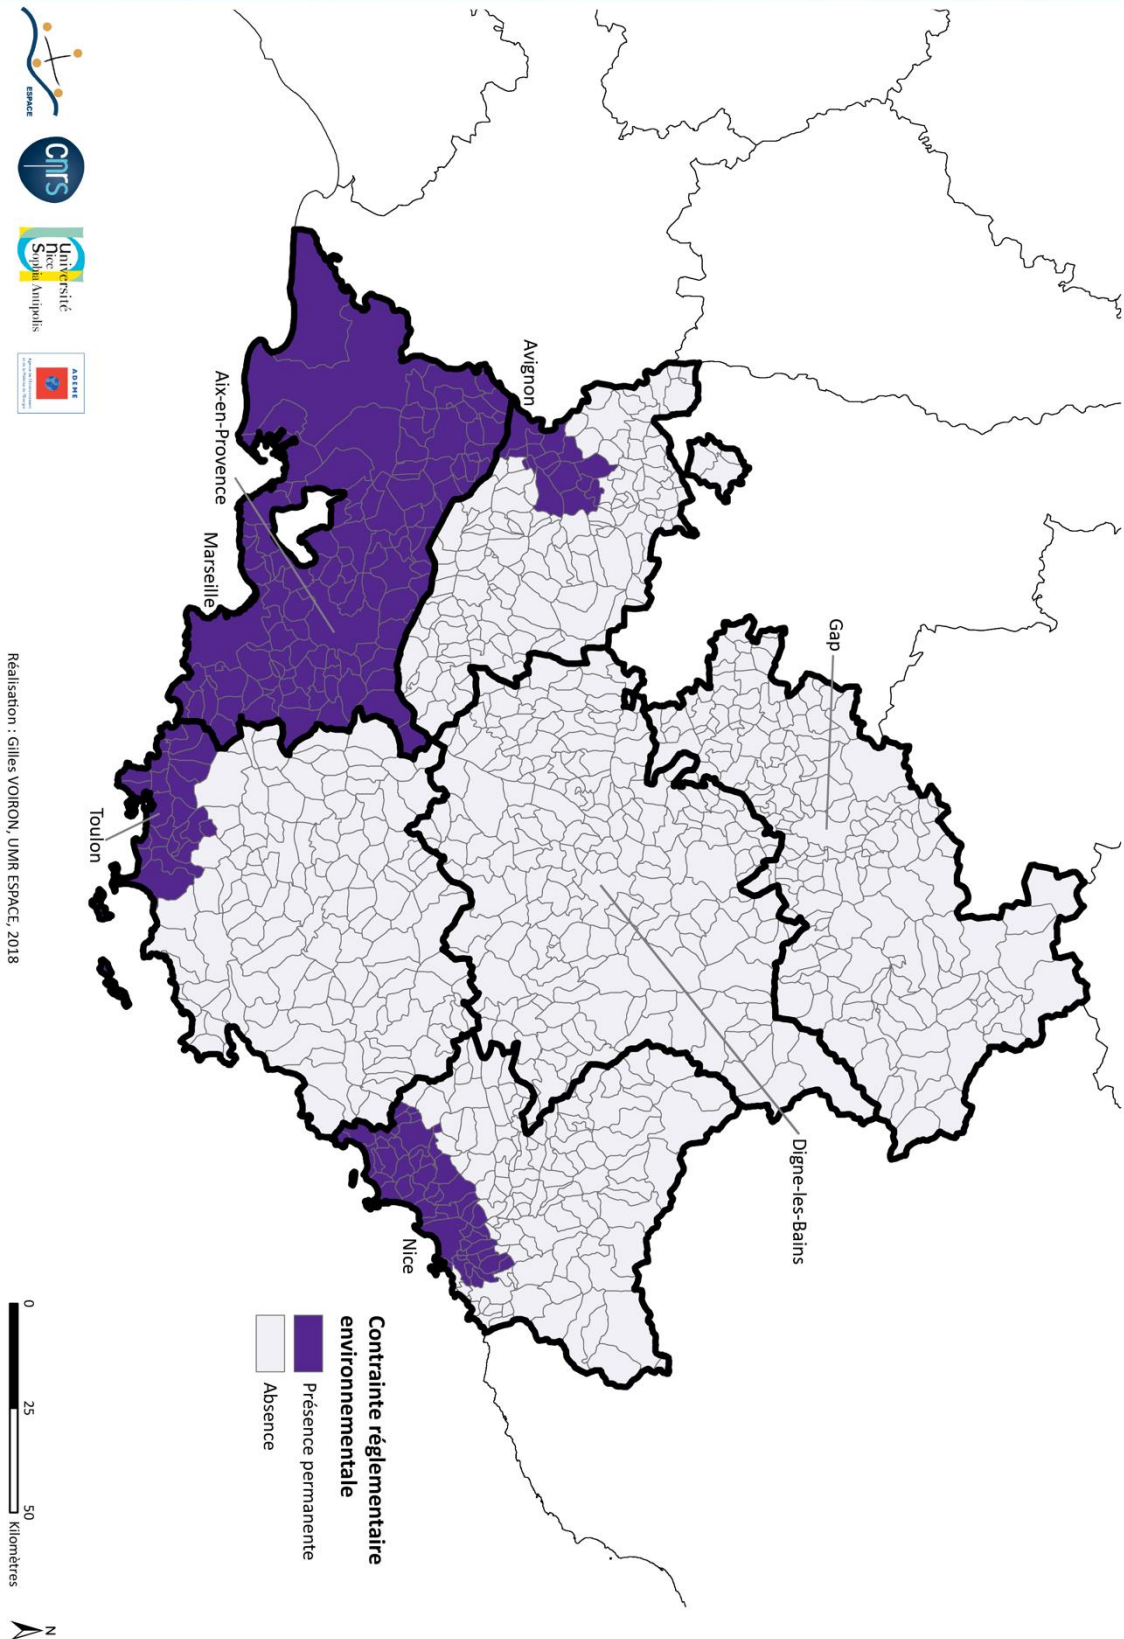 Gap
Digne-les-Bains
Avignon
Aix-en-Provence
Marseille
Toulon
Nice
Contrainte réglementaire
environnementale
Présence permanente
Absence
0 25 50 Kilomètres
N
ESPACE
cnrs
Université
nice
Sophia Antipolis
ADEME
Réalisation : Gilles VOIRON, UMR ESPACE, 2018